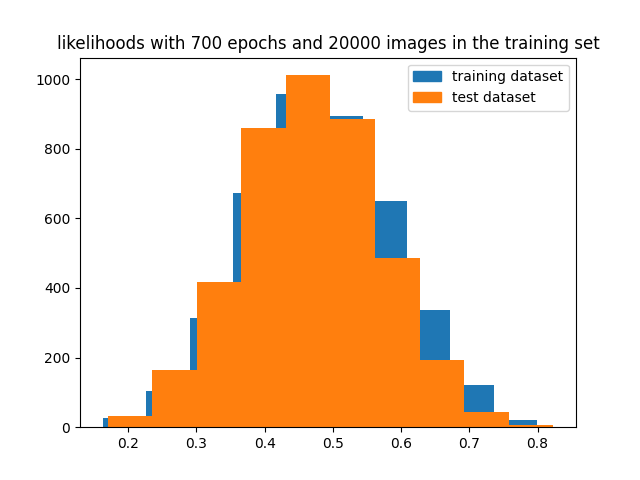 likelihoods with 700 epochs and 20000 images in the training set
training dataset
test dataset
1000
800
600
400
200
0
0.2 0.3 0.4 0.5 0.6 0.7 0.8